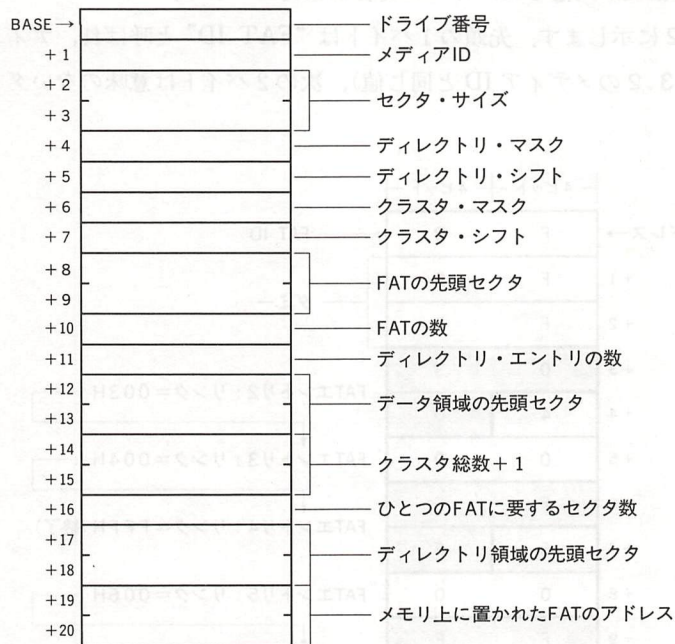 BASE→ ドライブ番号
+1 メディアID
+2
セクタ・サイズ
+3
+4 ディレクトリ・マスク
+5 ディレクトリ・シフト
+6 クラスタ・マスク
+7 クラスタ・シフト
+8
FATの先頭セクタ
+9
+10 FATの数
+11 ディレクトリ・エントリの数
+12
データ領域の先頭セクタ
+13
+14
クラスタ総数+1
+15
+16 ひとつのFATに要するセクタ数
+17
ディレクトリ領域の先頭セクタ
+18
+19
メモリ上に置かれたFATのアドレス
+20